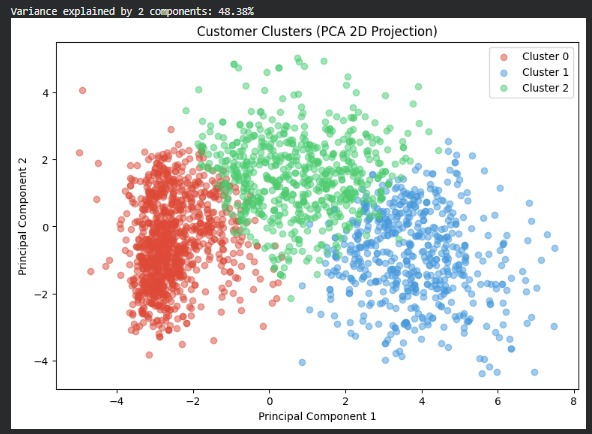 Variance explained by 2 components: 48.38%
Customer Clusters (PCA 2D Projection)
Cluster 0
Cluster 1
Cluster 2
4
2
0
−2
−4
Principal Component 2
−4 −2 0 2 4 6 8
Principal Component 1